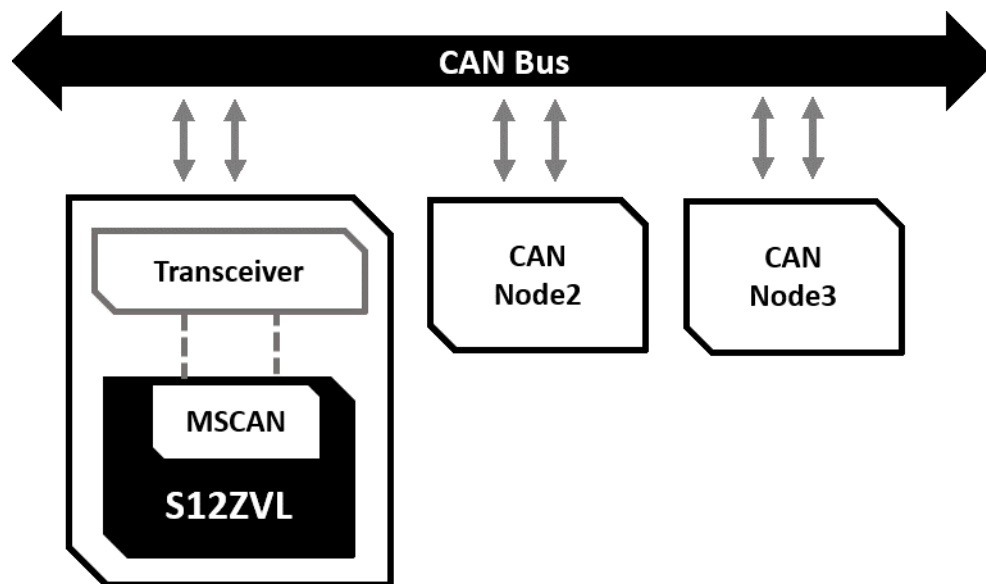 CAN Bus
Transceiver
MSCAN
S12ZVL
CAN
Node2
CAN
Node3